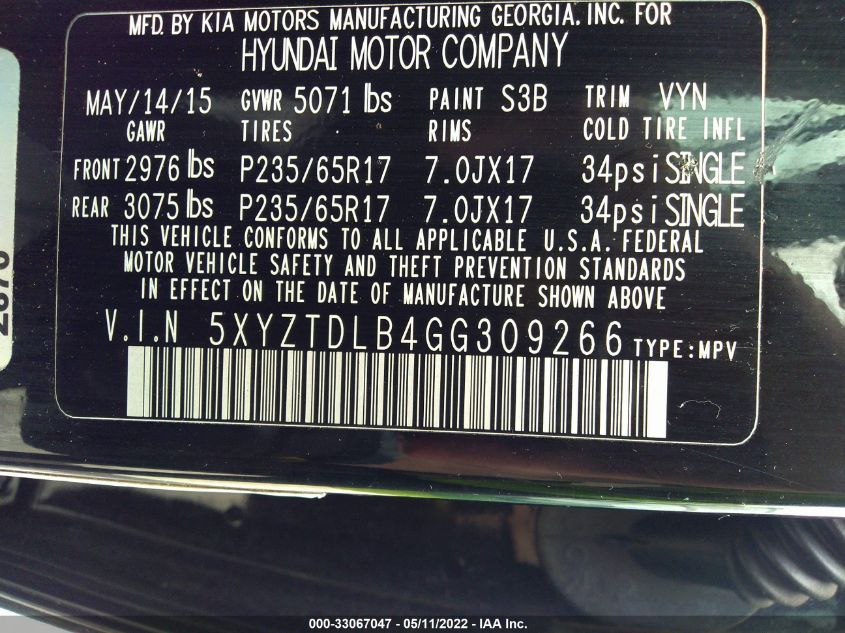 MFD. BY KIA MOTORS MANUFACTURING GEORGIA. INC. FOR
HYUNDAI MOTOR COMPANY
MAY/14/15 GVWR 5071 lbs PAINT S3B TRIM VYN
GAWR TIRES RIMS COLD TIRE INFL
FRONT 2976 lbs P235/65R17 7.0JX17 34psi SINGLE
REAR 3075 lbs P235/65R17 7.0JX17 34psi SINGLE
THIS VEHICLE CONFORMS TO ALL APPLICABLE U.S.A. FEDERAL
MOTOR VEHICLE SAFETY AND THEFT PREVENTION STANDARDS
IN EFFECT ON THE DATE OF MANUFACTURE SHOWN ABOVE
V.I.N 5XYZTDLB4GG309266 TYPE:MPV
000-33067047 - 05/11/2022 - IAA Inc.